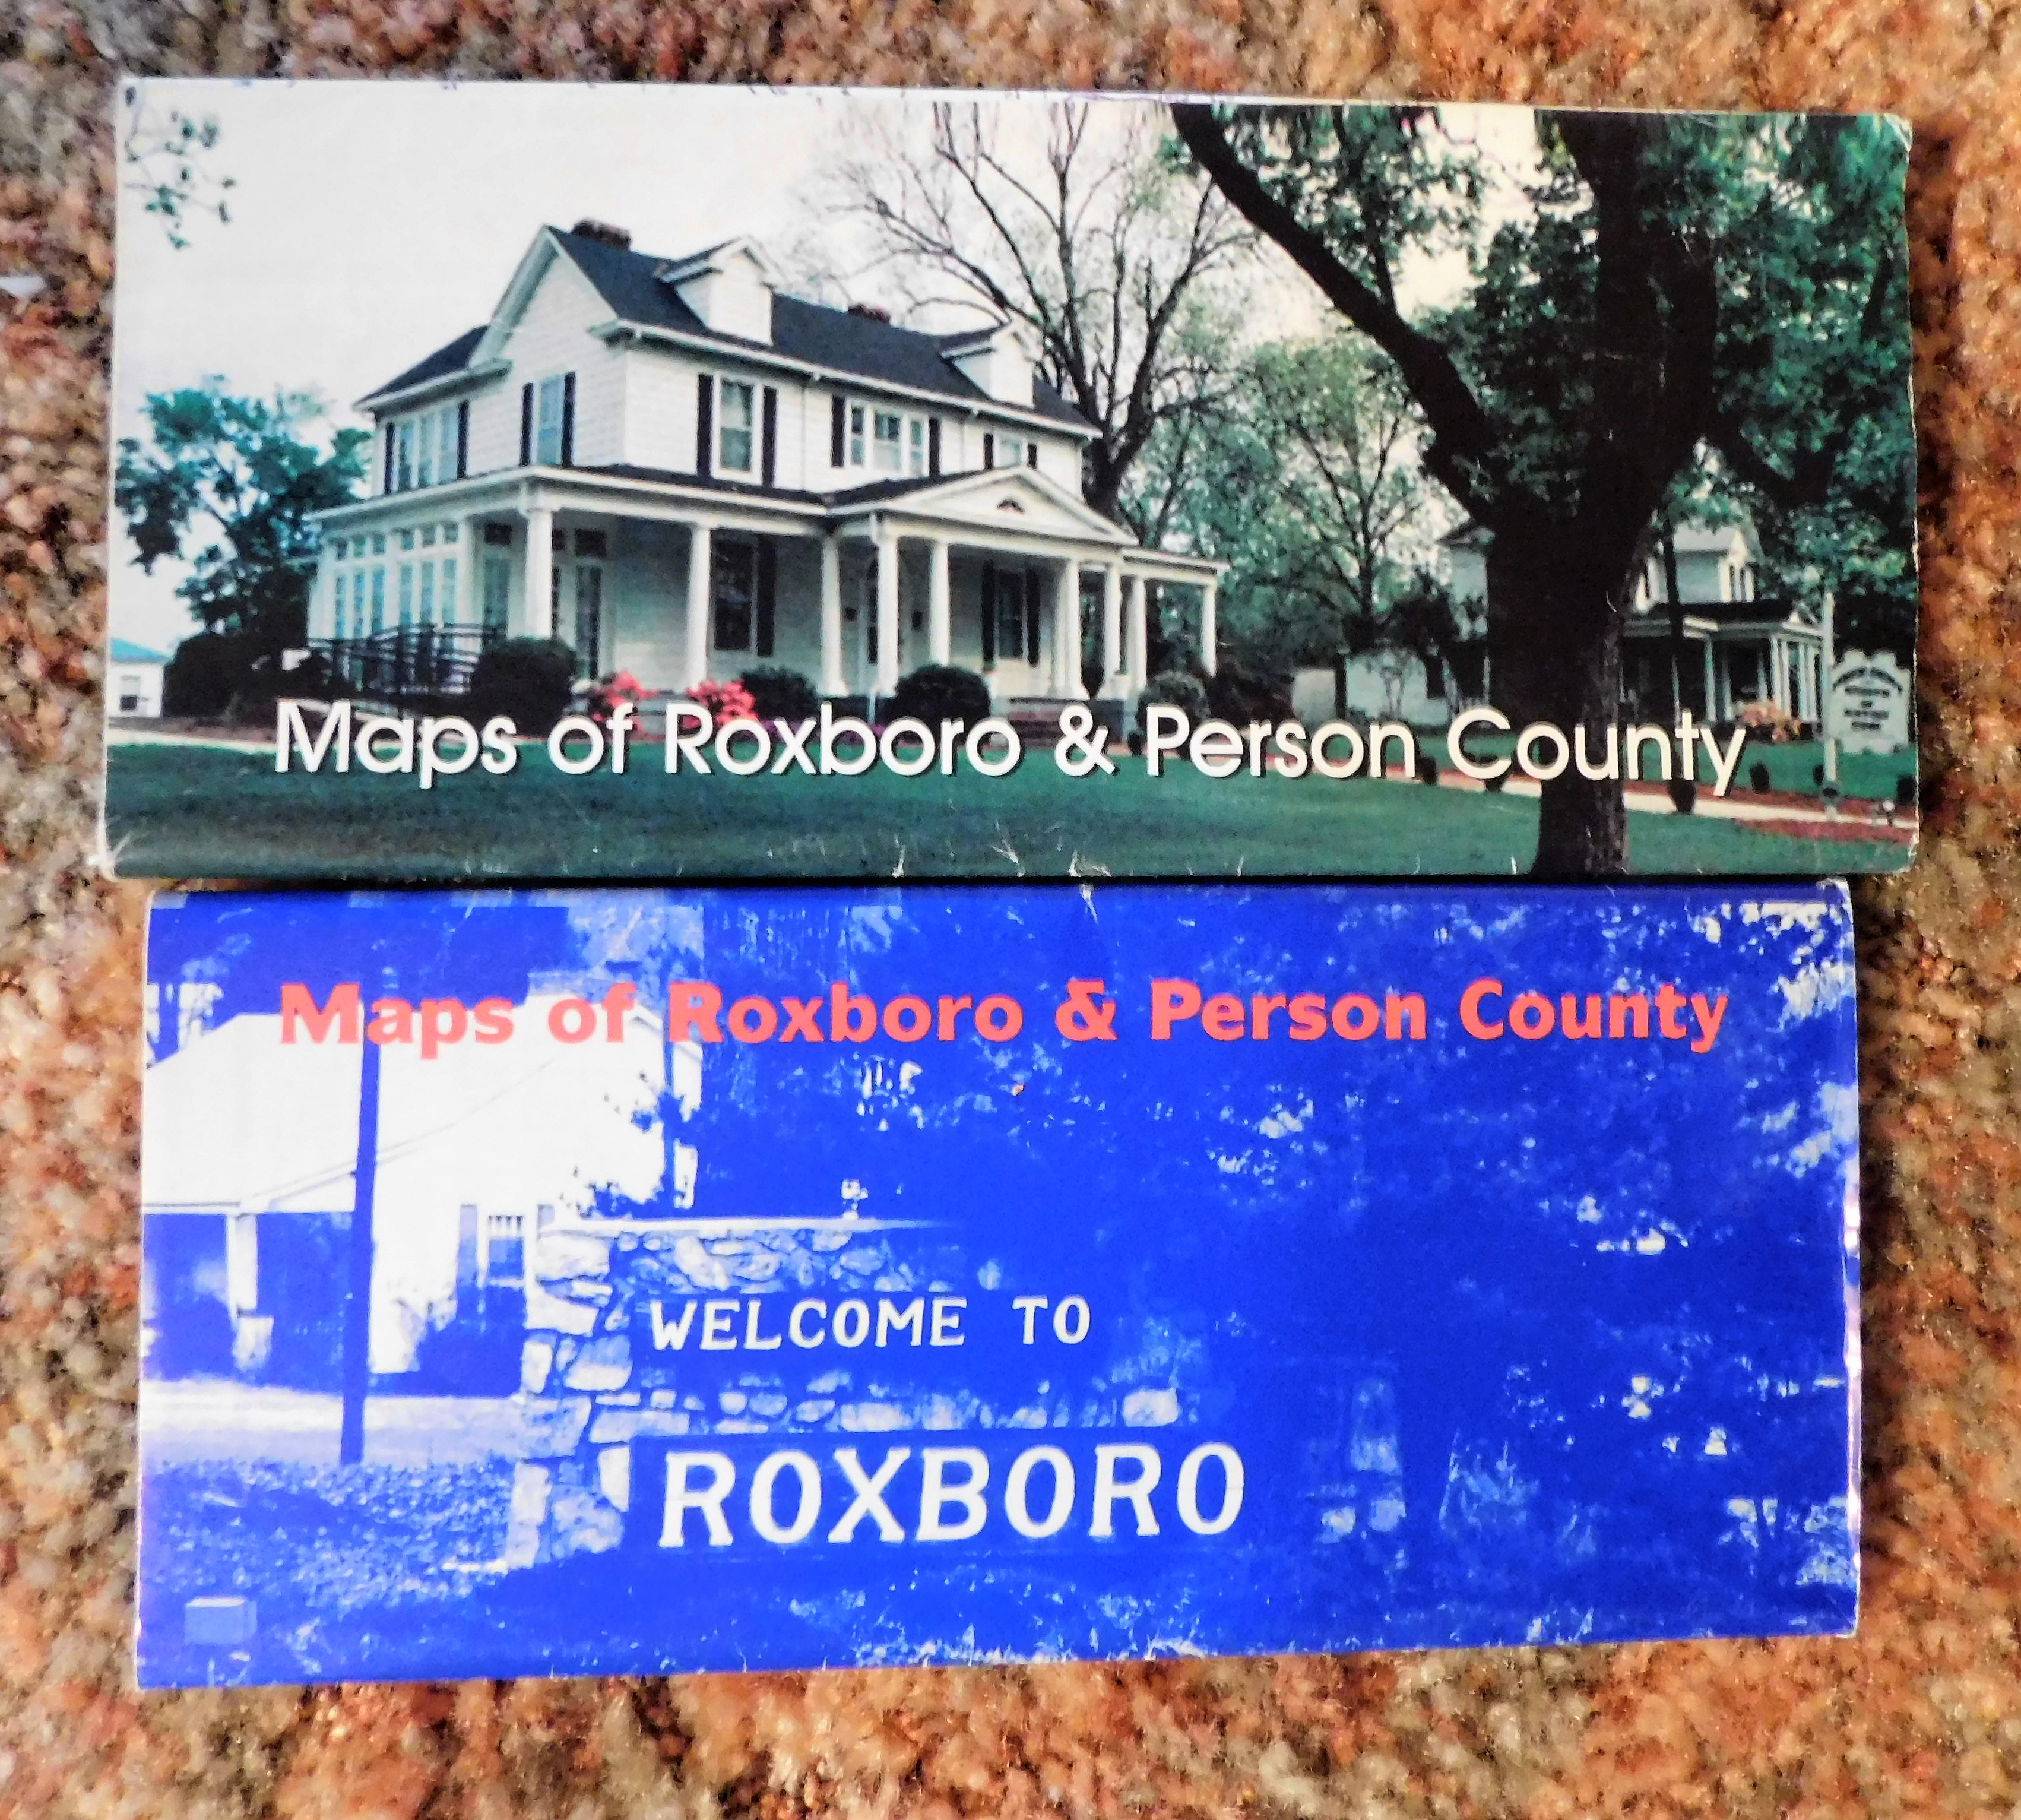 Maps of Roxboro & Person County
Maps of Roxboro & Person County
WELCOME TO
ROXBORO